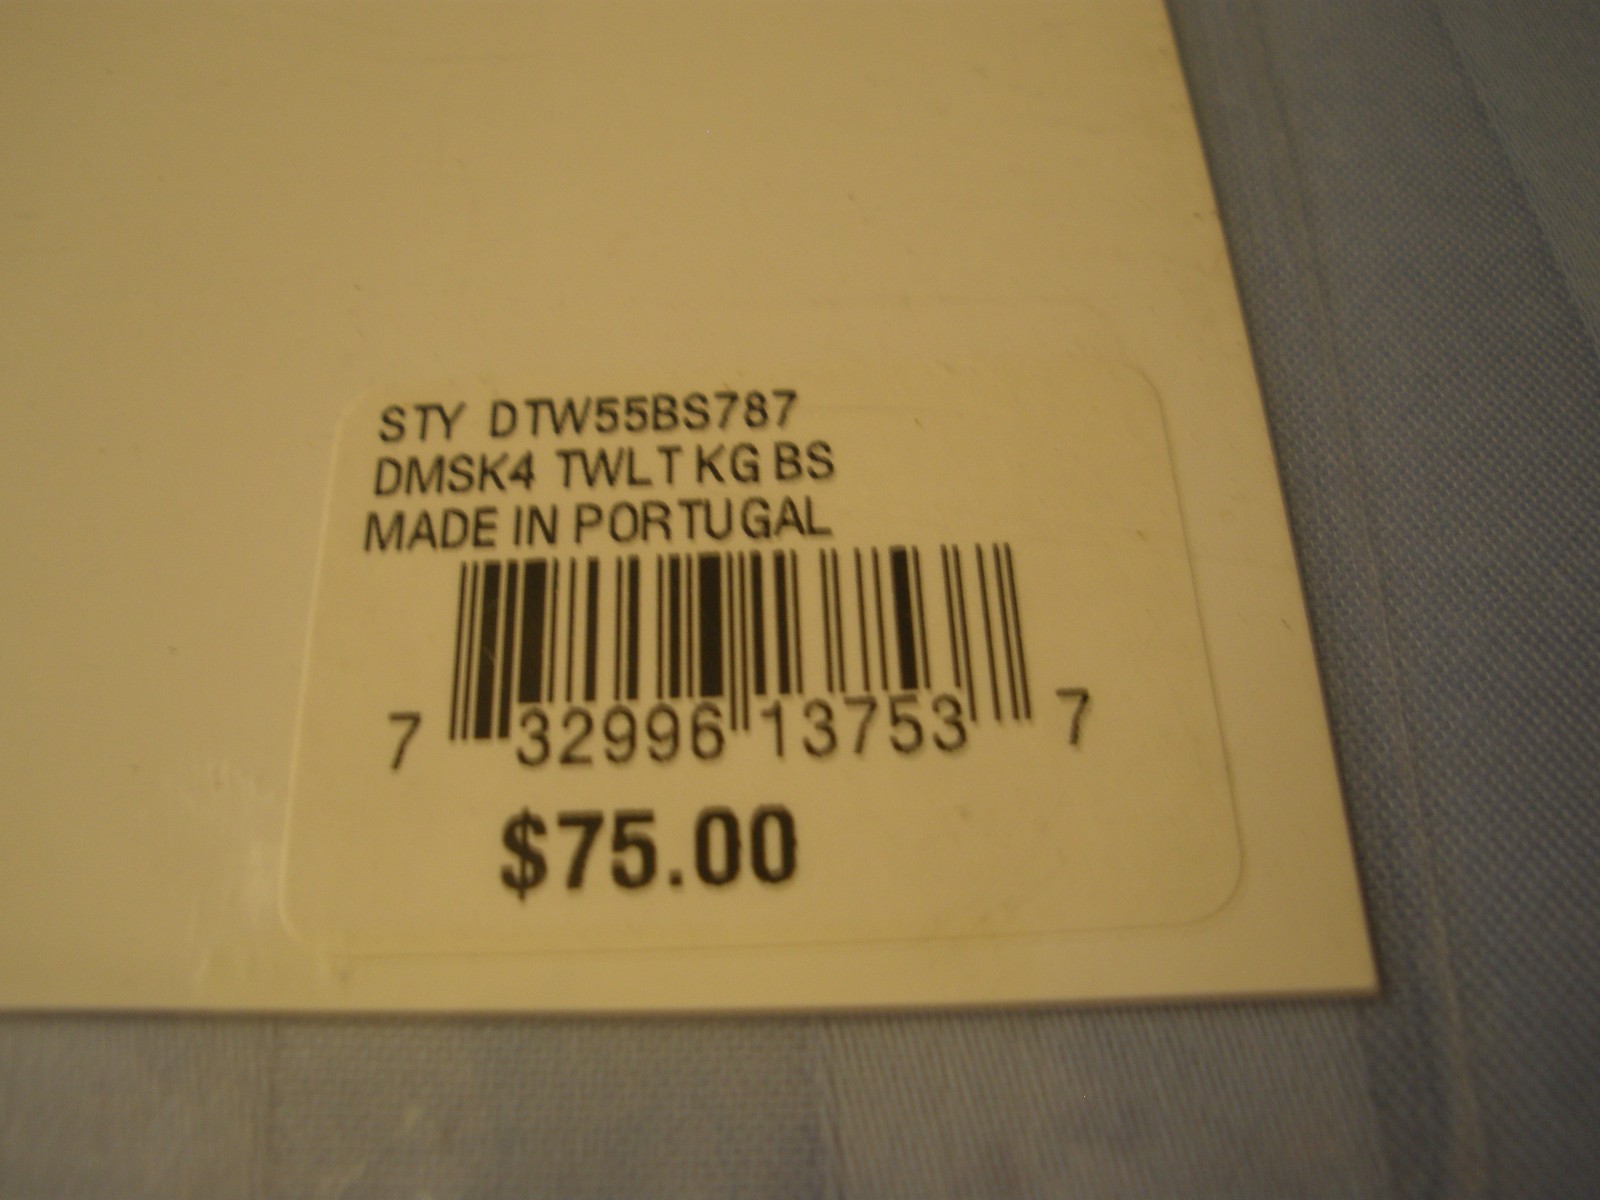 STY DTW55BS787
DMSK4 TWLT KG BS
MADE IN PORTUGAL
7 32996 13753 7
$75.00